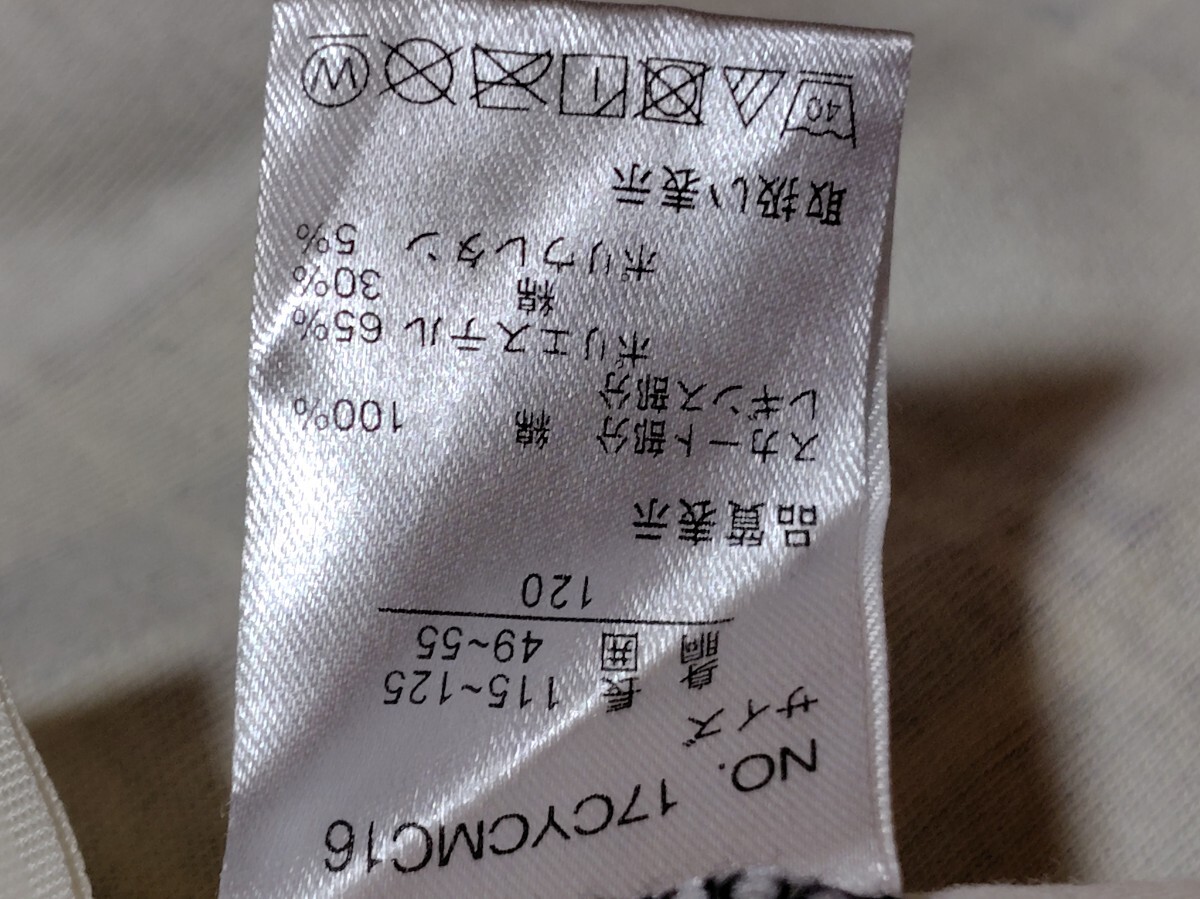 NO. 17CYCMC16
サイズ
身長 115~125
胴囲 49~55
120
品質表示
スカート部分 綿 100%
レギンス部分
ポリエステル 65%
綿 30%
ポリウレタン 5%
取扱い表示
40 W